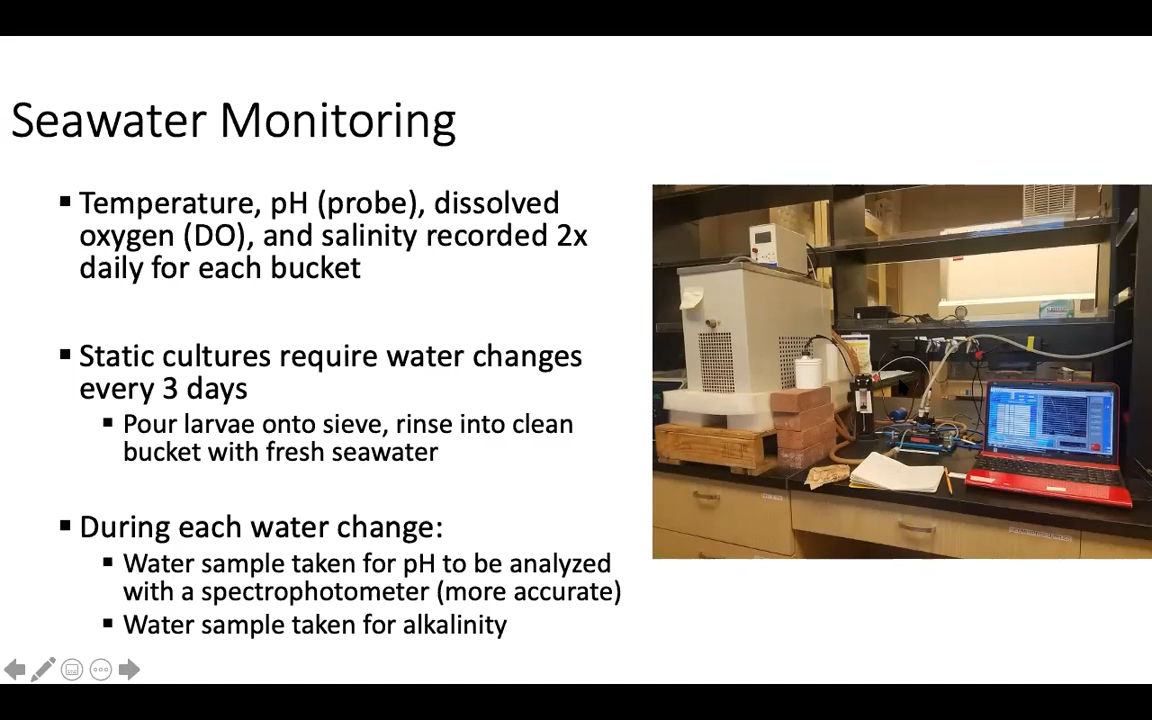 Seawater Monitoring
▪ Temperature, pH (probe), dissolved
oxygen (DO), and salinity recorded 2x
daily for each bucket
▪ Static cultures require water changes
every 3 days
▪ Pour larvae onto sieve, rinse into clean
bucket with fresh seawater
▪ During each water change:
▪ Water sample taken for pH to be analyzed
with a spectrophotometer (more accurate)
▪ Water sample taken for alkalinity